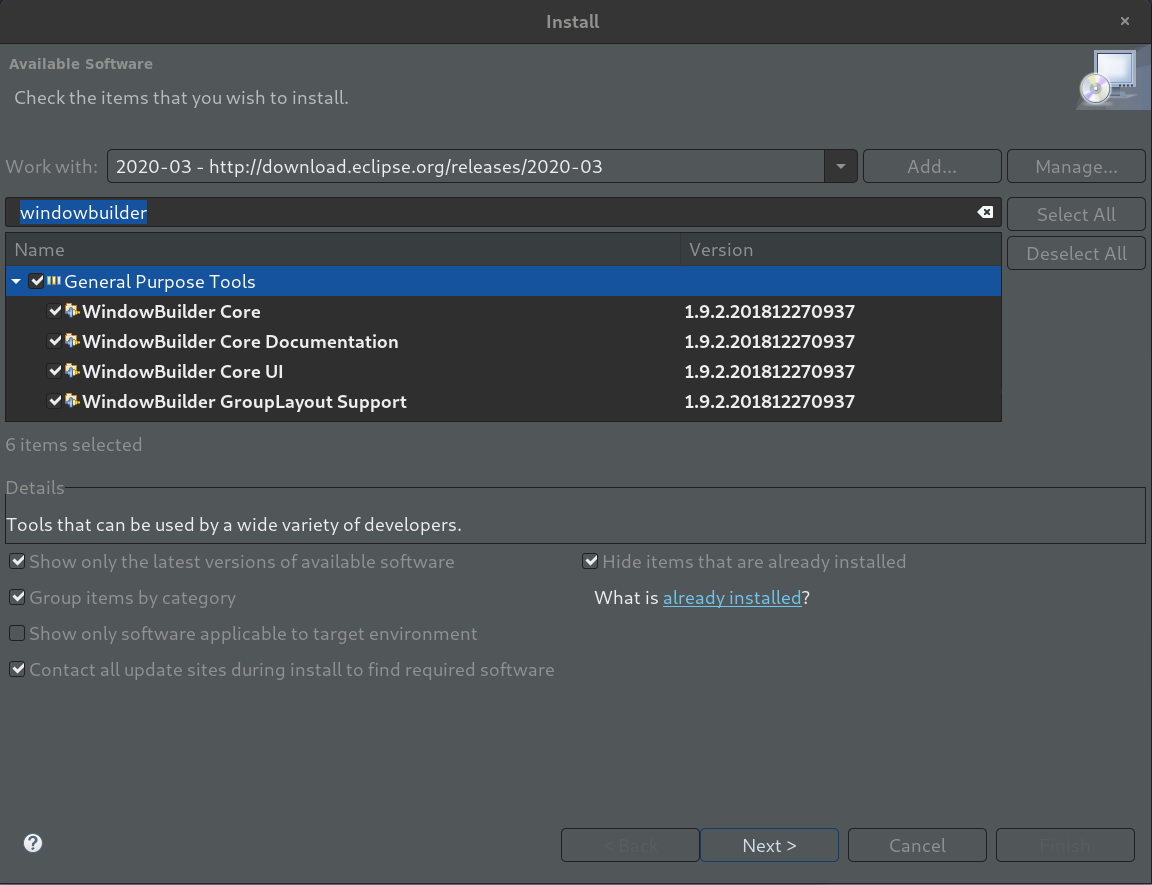 Install
Available Software
Check the items that you wish to install.
Work with: 2020-03 - http://download.eclipse.org/releases/2020-03 Add... Manage...
windowbuilder Select All
Name Version Deselect All
General Purpose Tools
WindowBuilder Core 1.9.2.201812270937
WindowBuilder Core Documentation 1.9.2.201812270937
WindowBuilder Core UI 1.9.2.201812270937
WindowBuilder GroupLayout Support 1.9.2.201812270937
6 items selected
Details
Tools that can be used by a wide variety of developers.
Show only the latest versions of available software Hide items that are already installed
Group items by category What is already installed?
Show only software applicable to target environment
Contact all update sites during install to find required software
< Back Next > Cancel Finish